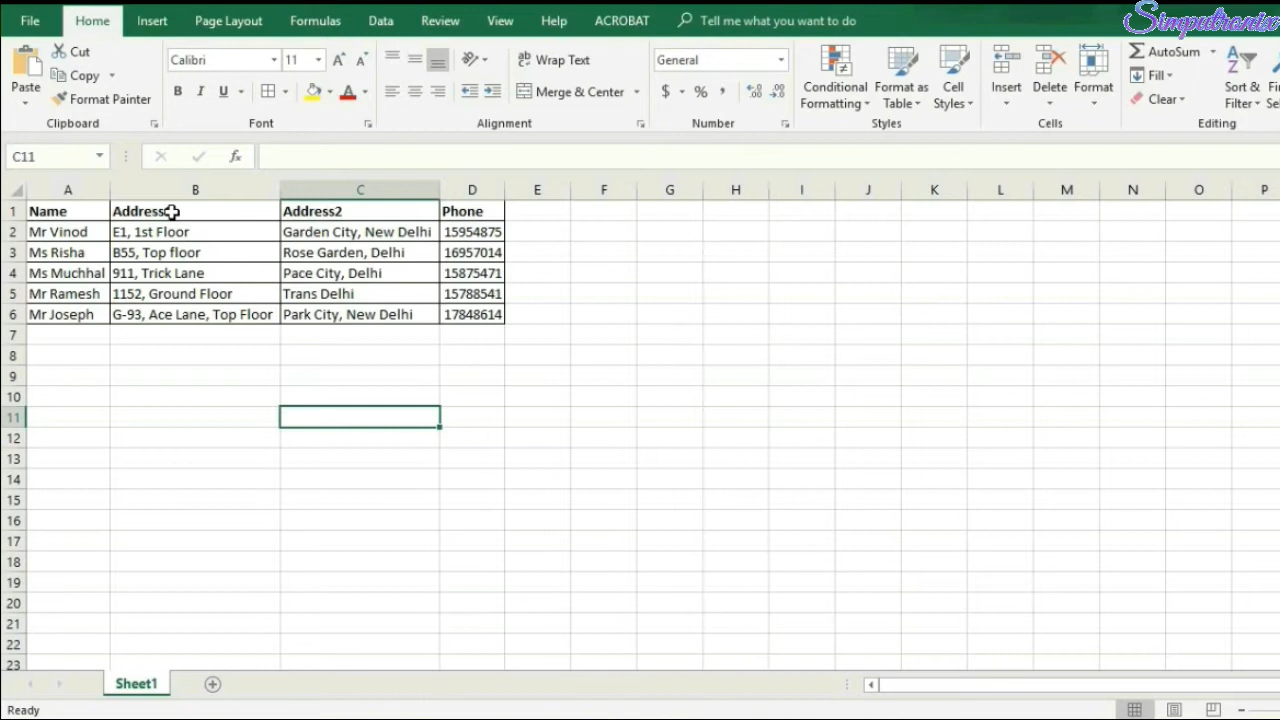 Simputronix
File Home Insert Page Layout Formulas Data Review View Help ACROBAT Tell me what you want to do
Paste Cut Copy Format Painter Clipboard
Calibri 11 A A B I U A Font
Wrap Text Merge & Center Alignment
General $ % , Number
Conditional Formatting Format as Table Cell Styles Styles
Insert Delete Format Cells
AutoSum Fill Clear Sort & Filter Editing
C11 fx
A B C D E F G H I J K L M N O P
1 Name Address Address2 Phone
2 Mr Vinod E1, 1st Floor Garden City, New Delhi 15954875
3 Ms Risha B55, Top floor Rose Garden, Delhi 16957014
4 Ms Muchhal 911, Trick Lane Pace City, Delhi 15875471
5 Mr Ramesh 1152, Ground Floor Trans Delhi 15788541
6 Mr Joseph G-93, Ace Lane, Top Floor Park City, New Delhi 17848614
7
8
9
10
11
12
13
14
15
16
17
18
19
20
21
22
23
Sheet1
Ready